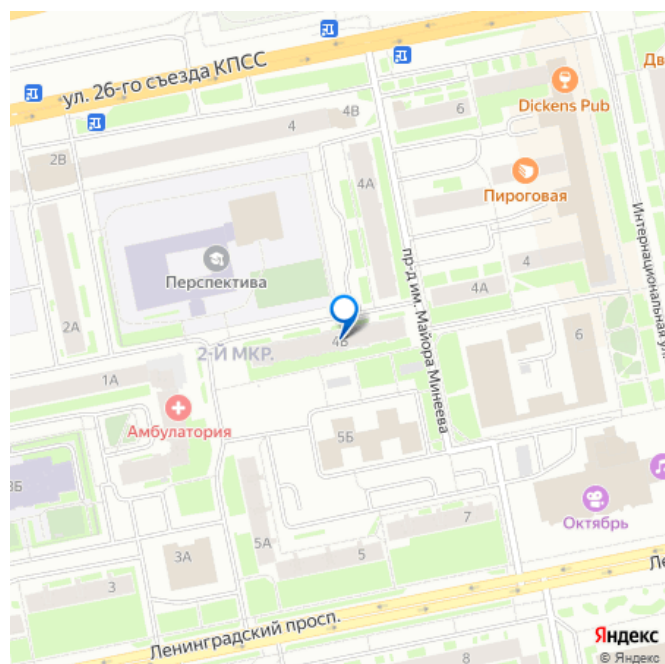 ул. 26-го съезда КПСС
4В
6
Dickens Pub
4
2В
4А
Пироговая
Интернациональная ул.
пр-д им. Майора Минеева
Перспектива
4
4А
2А
2-Й МКР.
6
1А
Амбулатория
5Б
Октябрь
7
5А
5
3А
3
Ленинградский просп.
8
Яндекс
© Яндекс